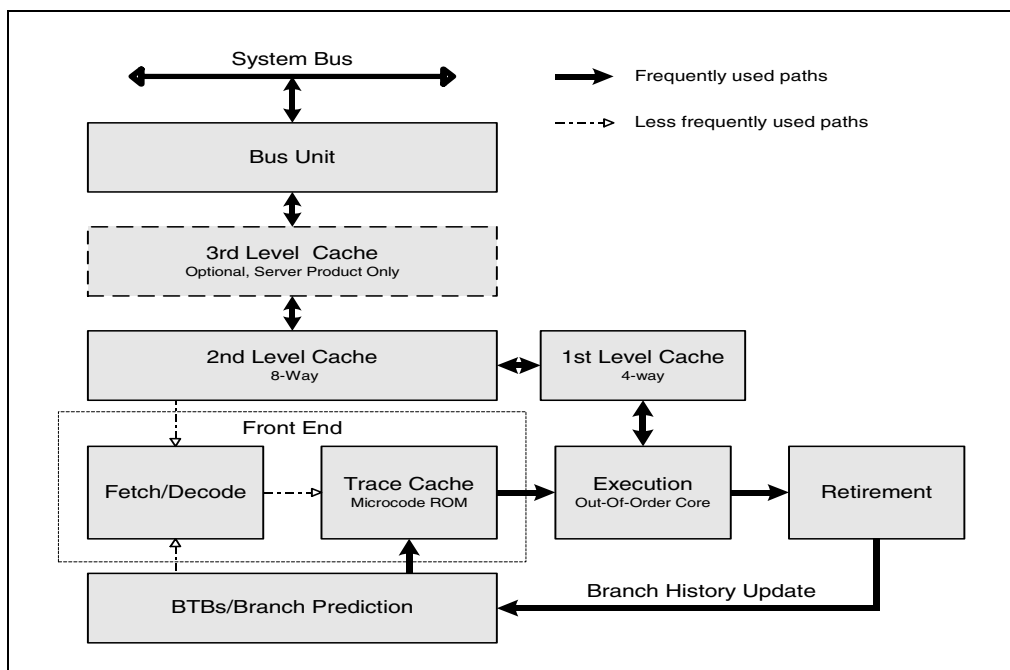 System Bus
Frequently used paths
Less frequently used paths
Bus Unit
3rd Level Cache
Optional, Server Product Only
2nd Level Cache
8-Way
1st Level Cache
4-way
Front End
Fetch/Decode
Trace Cache
Microcode ROM
Execution
Out-Of-Order Core
Retirement
BTBs/Branch Prediction
Branch History Update